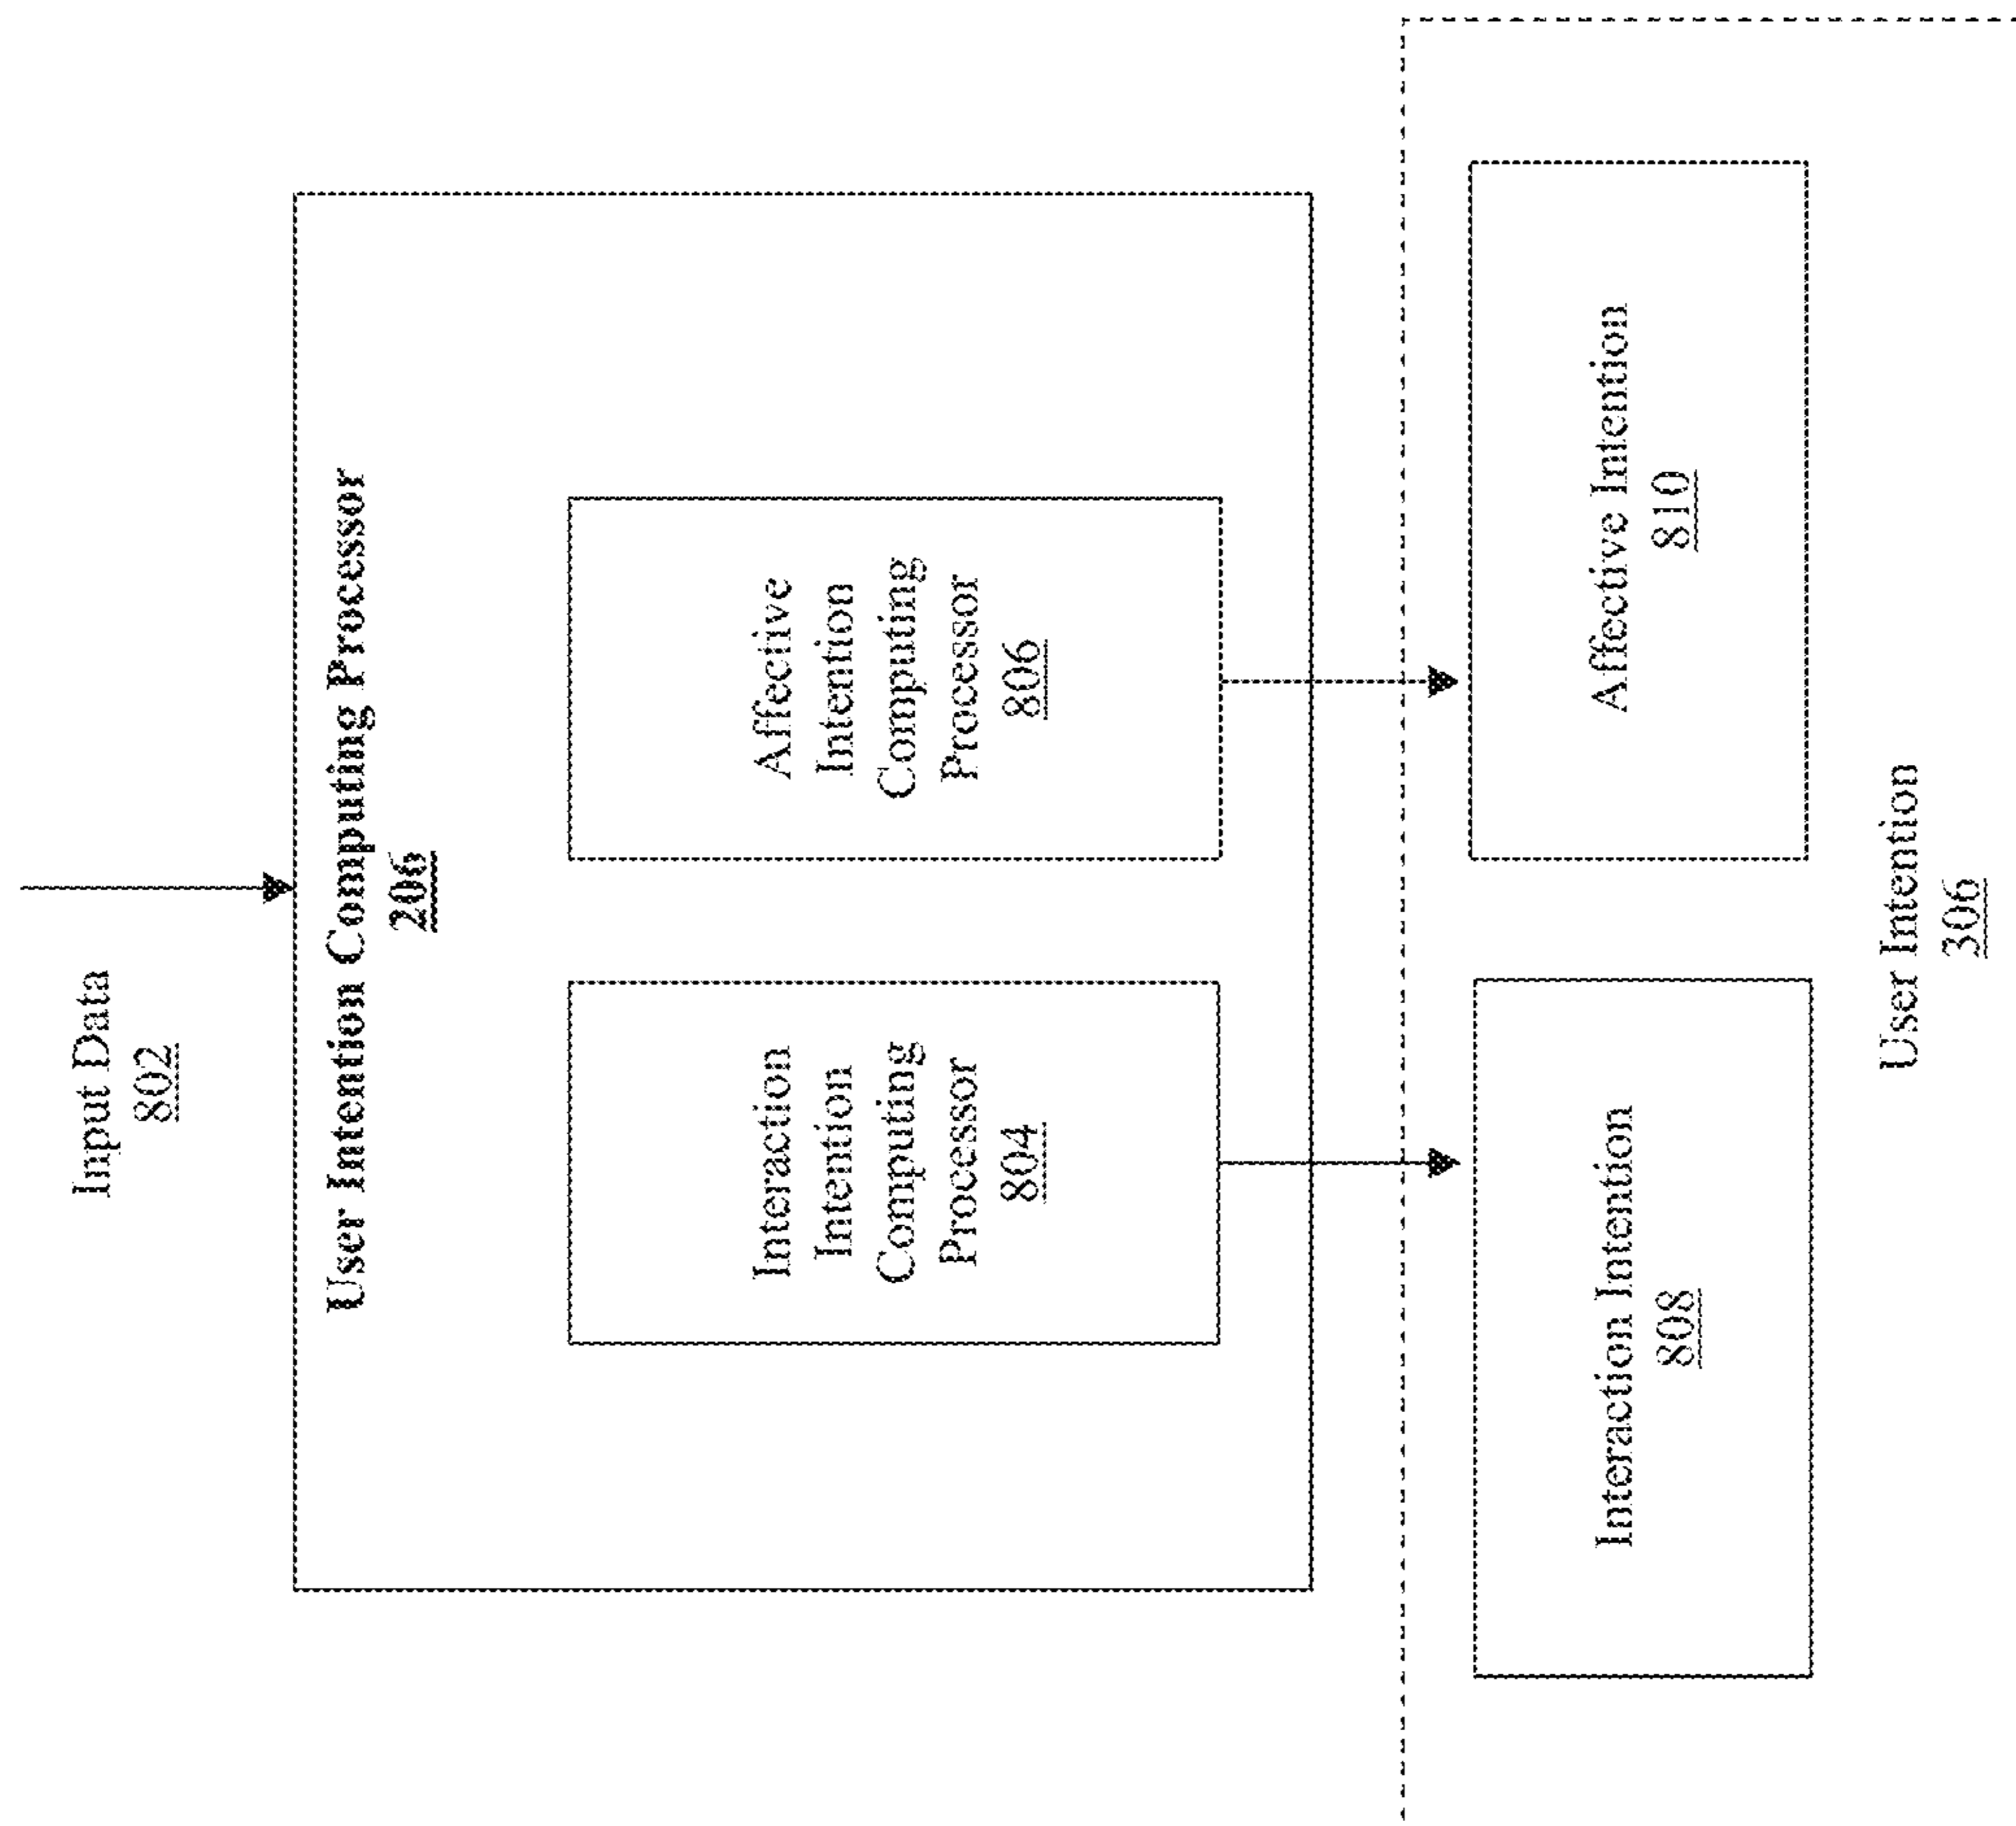 Input Data
802
User Intention Computing Processor
206
Interaction
Intention
Computing
Processor
804
Affective
Intention
Computing
Processor
806
Interaction Intention
808
Affective Intention
810
User Intention
306